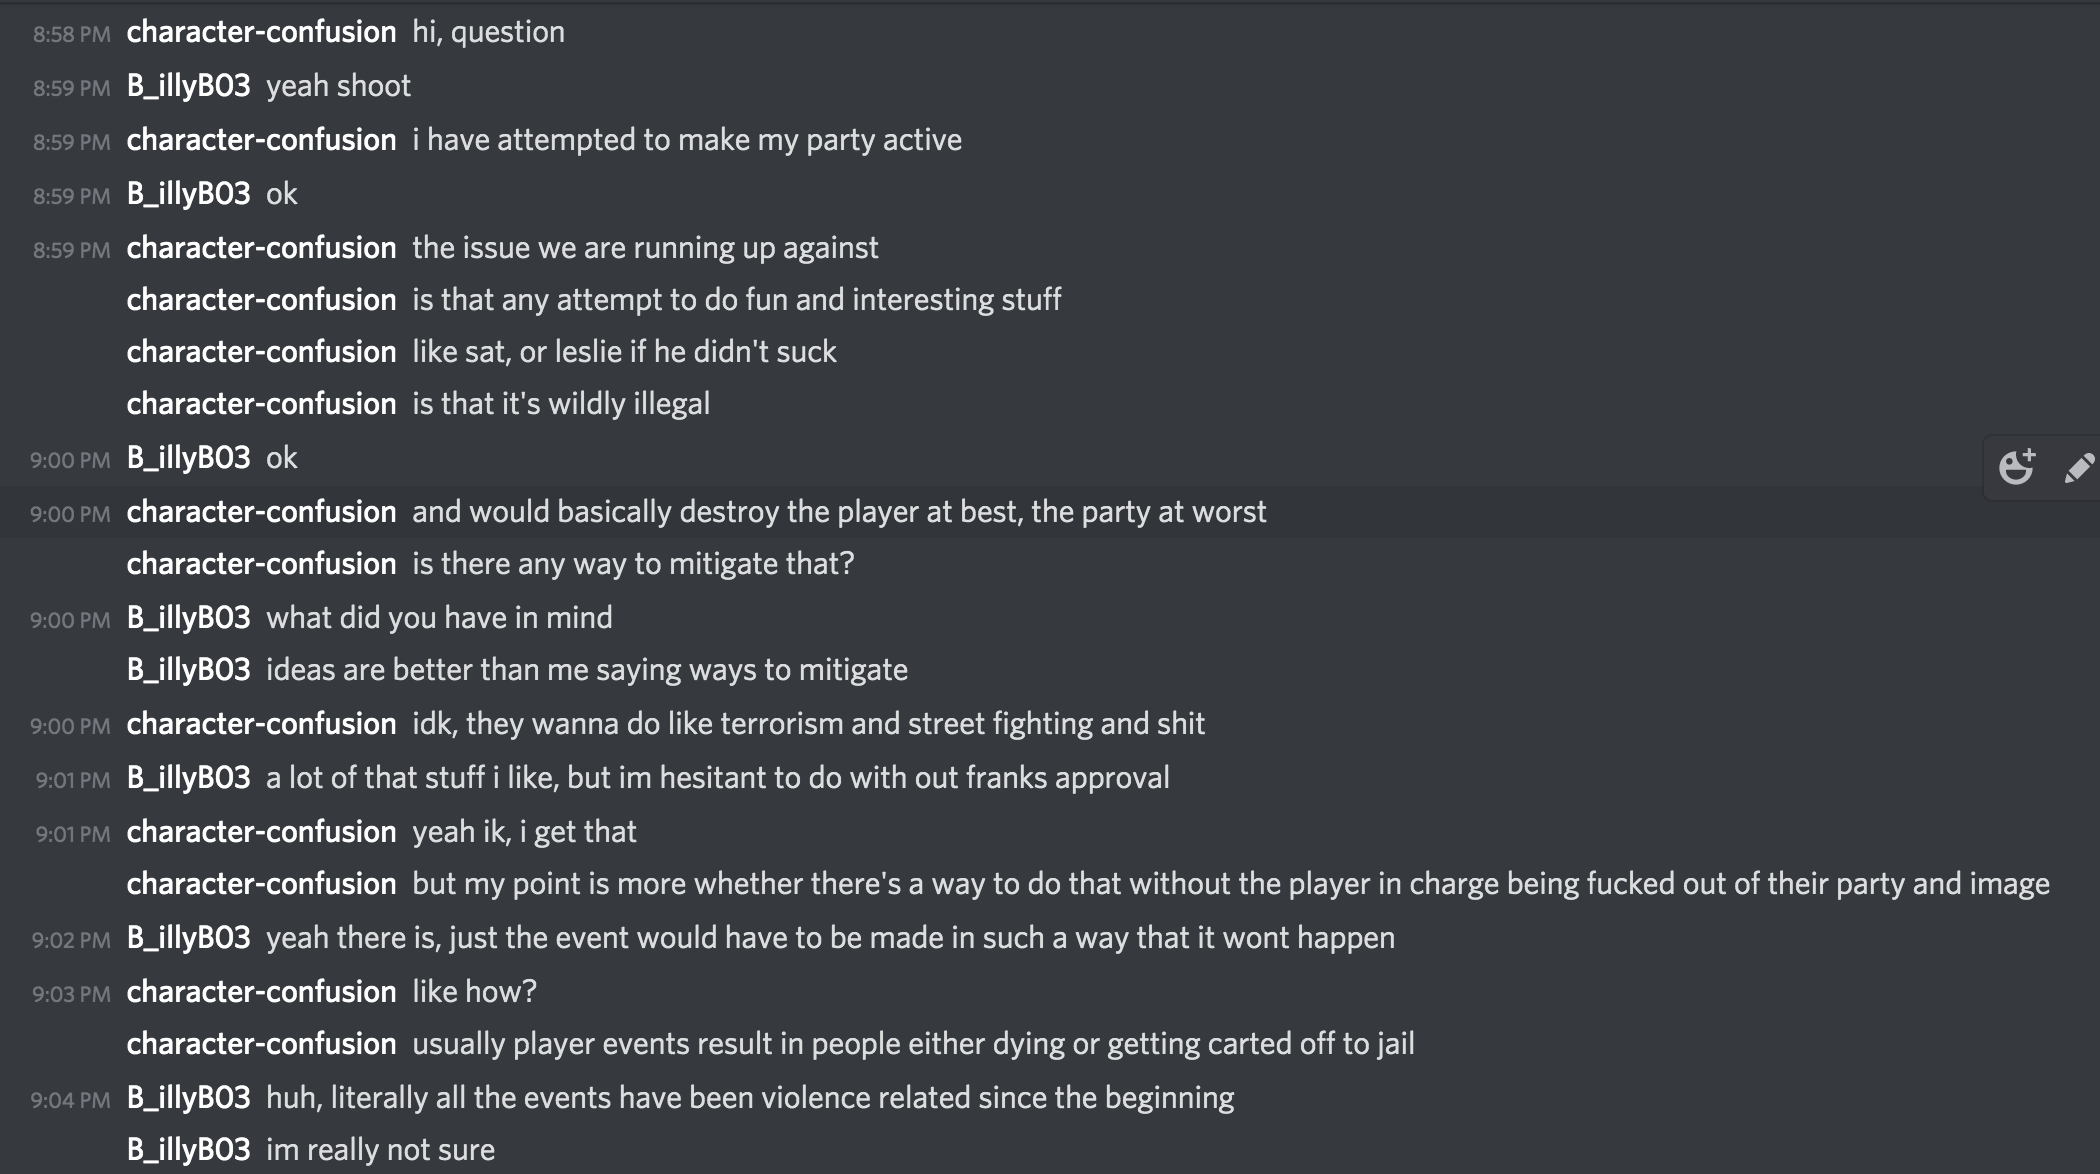 8:58 PM character-confusion hi, question
8:59 PM B_illyB03 yeah shoot
8:59 PM character-confusion i have attempted to make my party active
8:59 PM B_illyB03 ok
8:59 PM character-confusion the issue we are running up against
character-confusion is that any attempt to do fun and interesting stuff
character-confusion like sat, or leslie if he didn't suck
character-confusion is that it's wildly illegal
9:00 PM B_illyB03 ok
9:00 PM character-confusion and would basically destroy the player at best, the party at worst
character-confusion is there any way to mitigate that?
9:00 PM B_illyB03 what did you have in mind
B_illyB03 ideas are better than me saying ways to mitigate
9:00 PM character-confusion idk, they wanna do like terrorism and street fighting and shit
9:01 PM B_illyB03 a lot of that stuff i like, but im hesitant to do with out franks approval
9:01 PM character-confusion yeah ik, i get that
character-confusion but my point is more whether there's a way to do that without the player in charge being fucked out of their party and image
9:02 PM B_illyB03 yeah there is, just the event would have to be made in such a way that it wont happen
9:03 PM character-confusion like how?
character-confusion usually player events result in people either dying or getting carted off to jail
9:04 PM B_illyB03 huh, literally all the events have been violence related since the beginning
B_illyB03 im really not sure